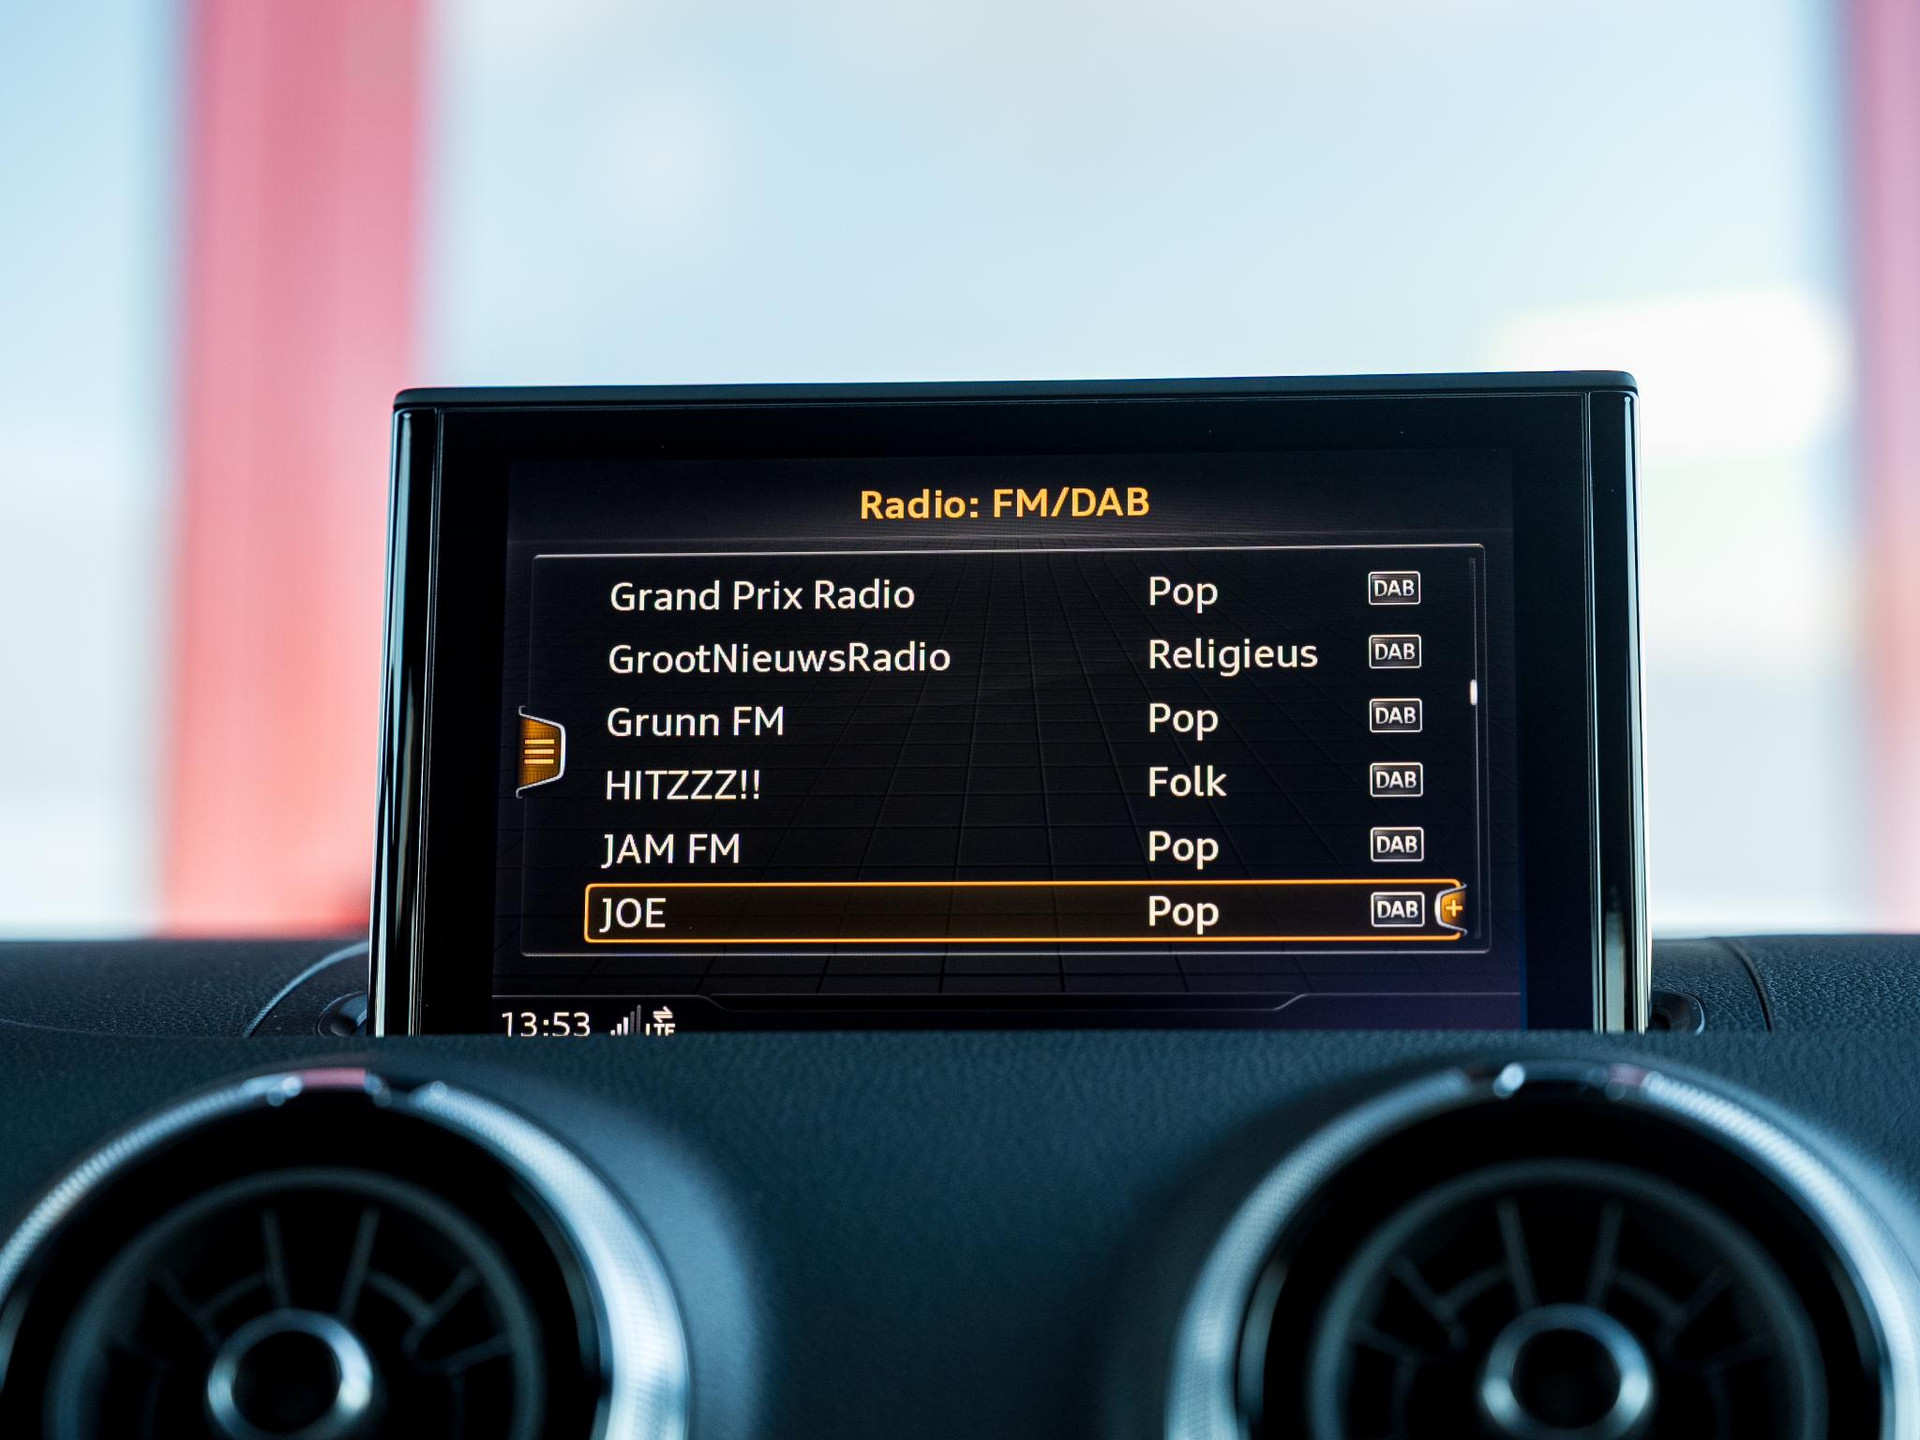 Radio: FM/DAB
Grand Prix Radio Pop DAB
GrootNieuwsRadio Religieus DAB
Grunn FM Pop DAB
HITZZZ!! Folk DAB
JAM FM Pop DAB
JOE Pop DAB
13:53 LTE